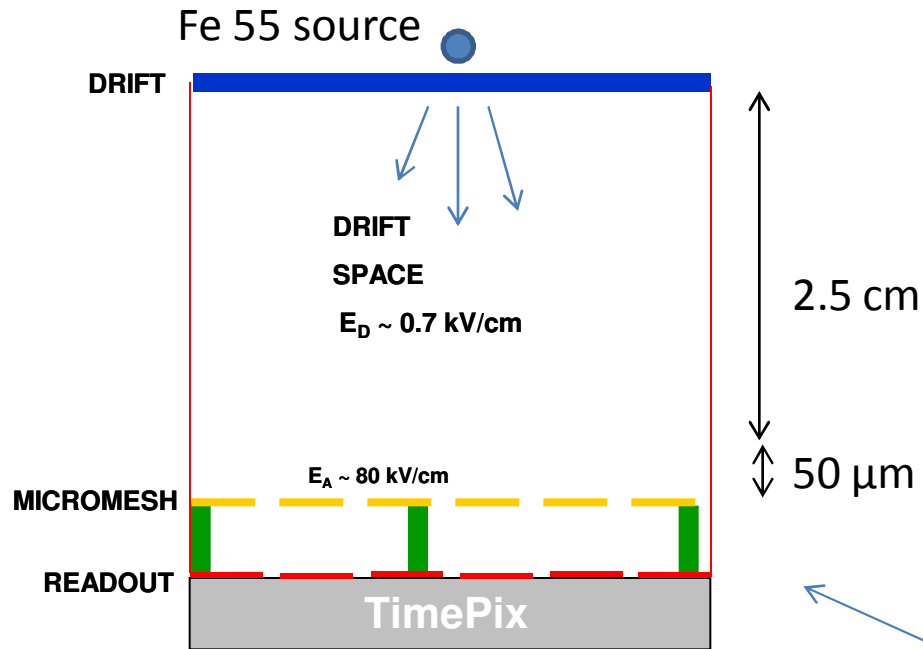 Fe 55 source
DRIFT
DRIFT
SPACE
E_D ~ 0.7 kV/cm
2.5 cm
E_A ~ 80 kV/cm
50 µm
MICROMESH
READOUT
TimePix